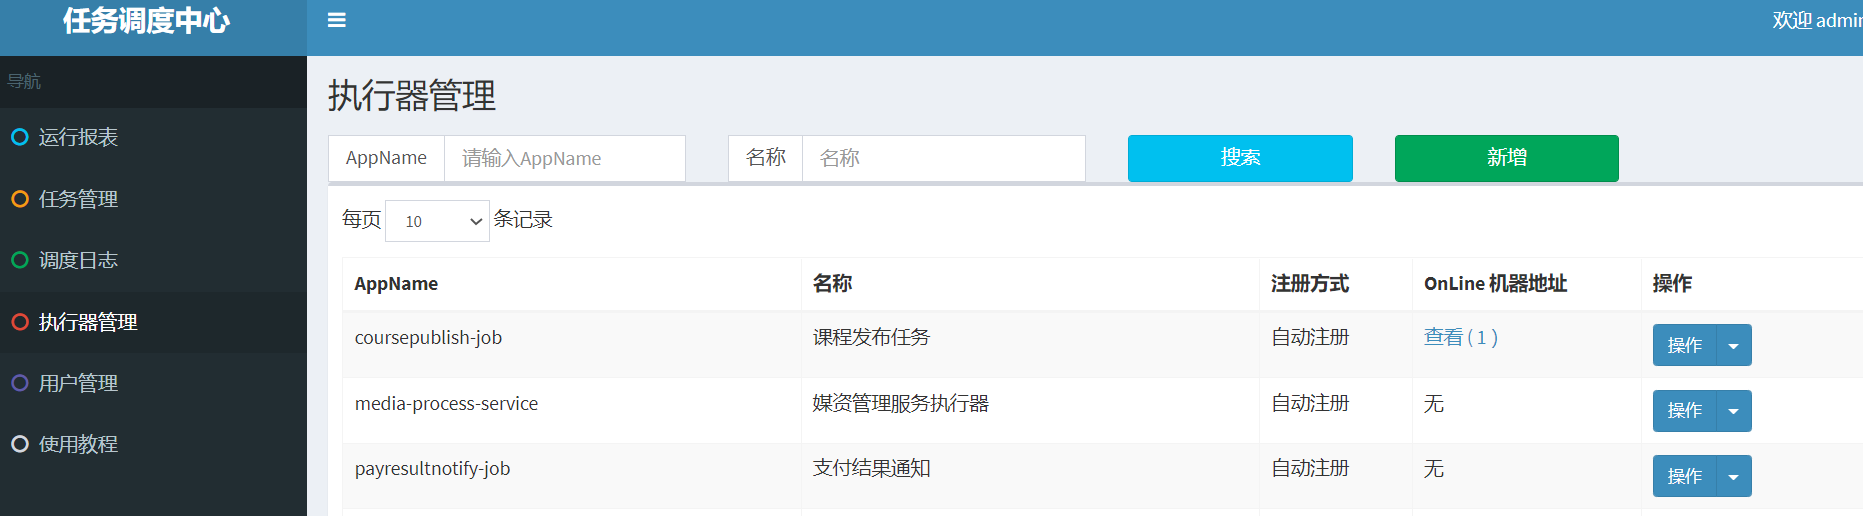 任务调度中心
欢迎 admin
导航
运行报表
任务管理
调度日志
执行器管理
用户管理
使用教程
执行器管理
AppName 请输入AppName 名称 名称 搜索 新增
每页 10 条记录
AppName 名称 注册方式 OnLine 机器地址 操作
coursepublish-job 课程发布任务 自动注册 查看 ( 1 ) 操作
media-process-service 媒资管理服务执行器 自动注册 无 操作
payresultnotify-job 支付结果通知 自动注册 无 操作